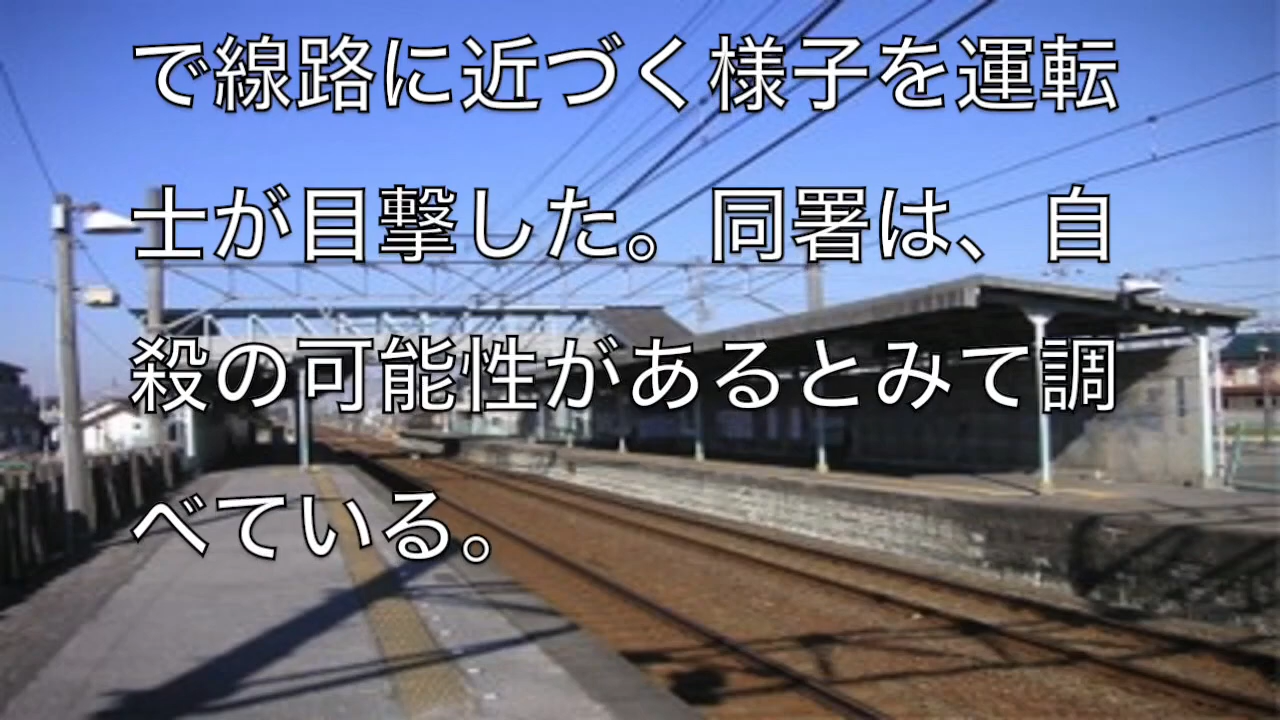 で線路に近づく様子を運転
士が目撃した。同署は、自
殺の可能性があるとみて調
べている。